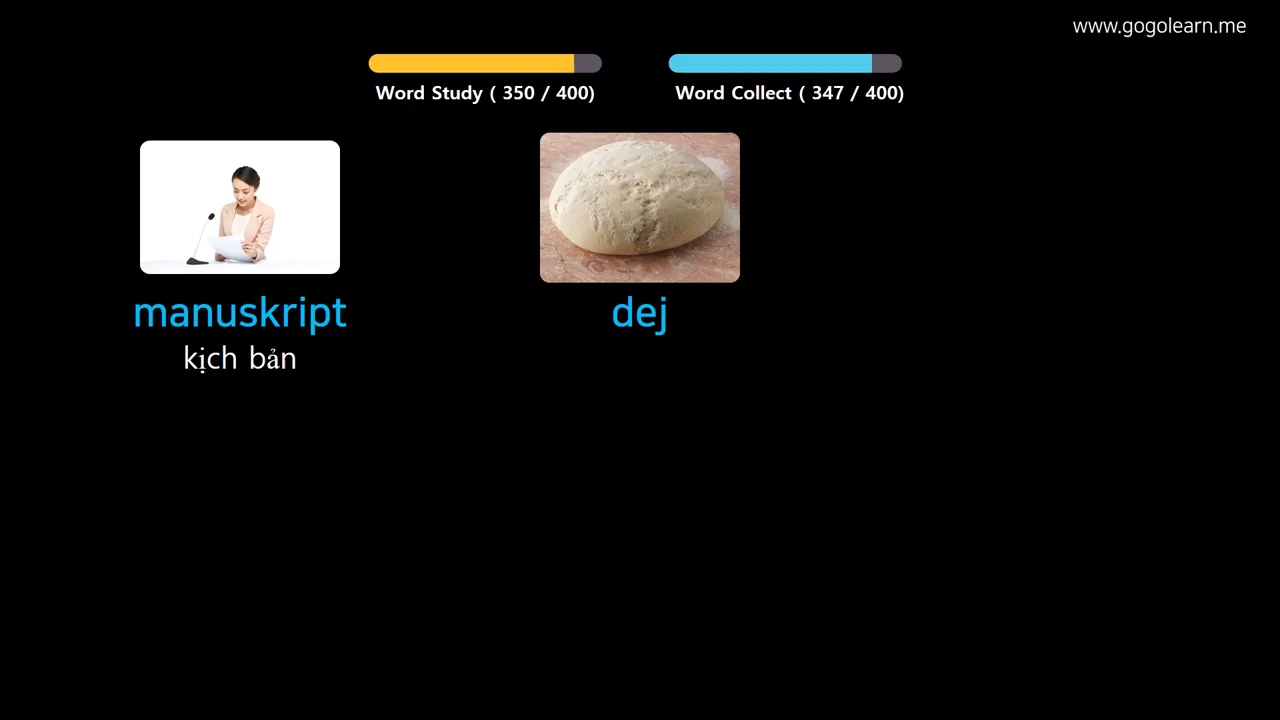 www.gogolearn.me
Word Study ( 350 / 400)
Word Collect ( 347 / 400)
manuskript
kịch bản
dej